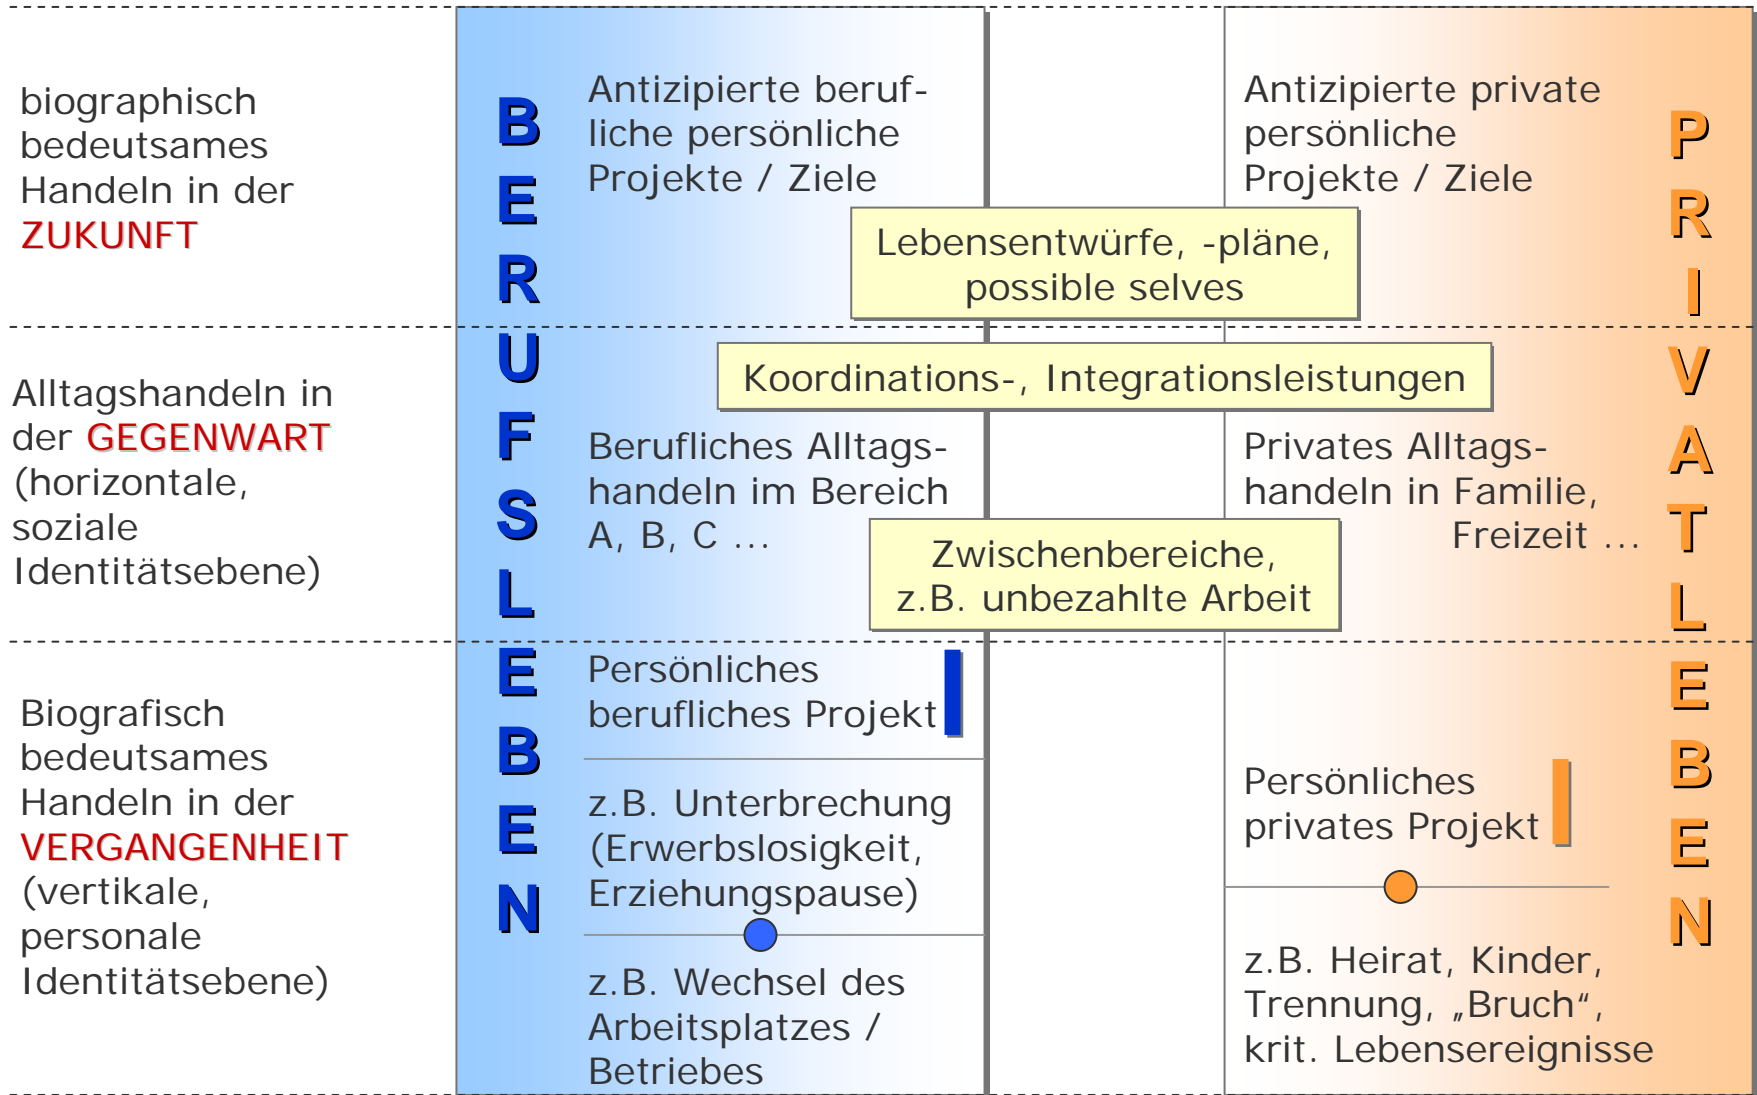 biographisch
bedeutsames
Handeln in der
ZUKUNFT
BERUFSLEBEN
Antizipierte beruf-
liche persönliche
Projekte / Ziele
Antizipierte private
persönliche
Projekte / Ziele
PRIVATLEBEN
Lebensentwürfe, -pläne,
possible selves
Alltagshandeln in
der GEGENWART
(horizontale,
soziale
Identitätsebene)
Koordinations-, Integrationsleistungen
Berufliches Alltags-
handeln im Bereich
A, B, C ...
Privates Alltags-
handeln in Familie,
Freizeit ...
Zwischenbereiche,
z.B. unbezahlte Arbeit
Biografisch
bedeutsames
Handeln in der
VERGANGENHEIT
(vertikale,
personale
Identitätsebene)
Persönliches
berufliches Projekt
z.B. Unterbrechung
(Erwerbslosigkeit,
Erziehungspause)
z.B. Wechsel des
Arbeitsplatzes /
Betriebes
Persönliches
privates Projekt
z.B. Heirat, Kinder,
Trennung, „Bruch“,
krit. Lebensereignisse